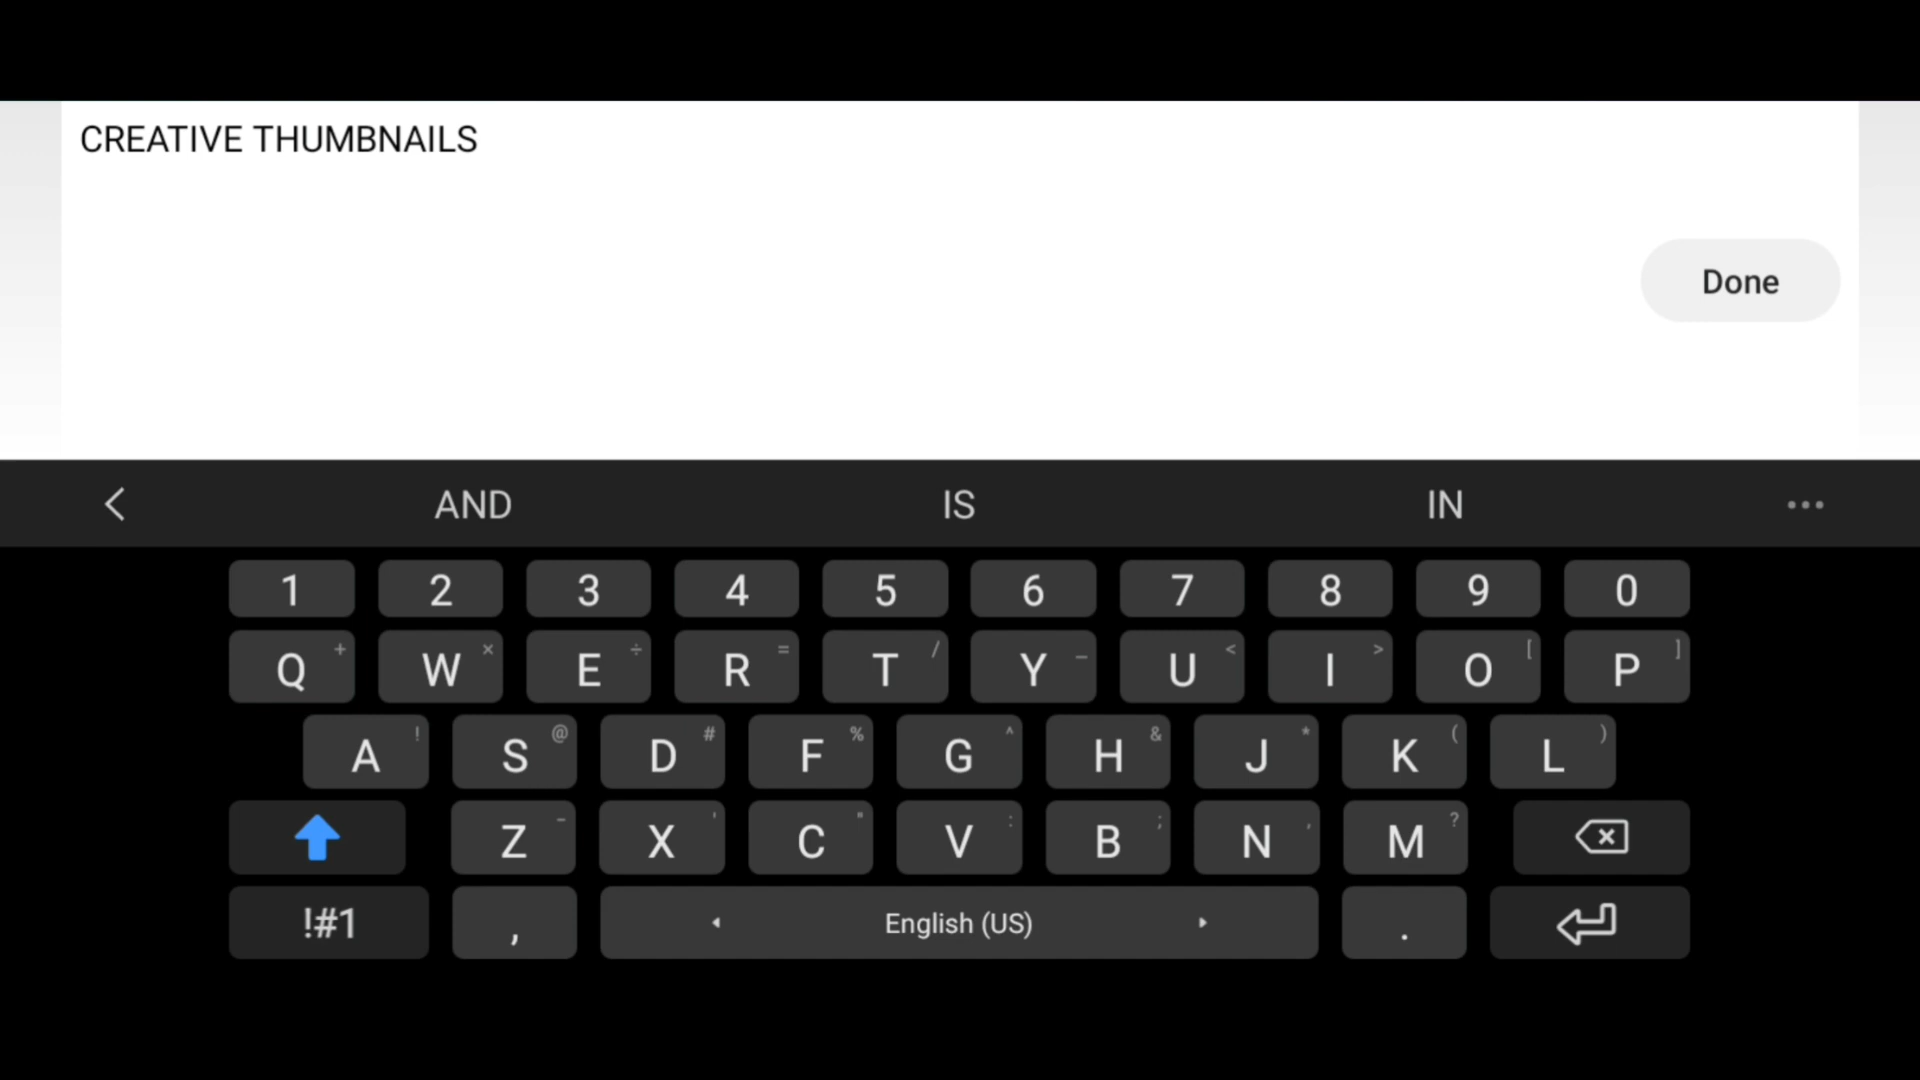 CREATIVE THUMBNAILS
Done
AND IS IN ...
1 2 3 4 5 6 7 8 9 0
Q + W × E ÷ R = T / Y _ U < I > O [ P ]
A ! S @ D # F % G ^ H & J * K ( L )
Z - X ' C " V : B ; N , M ?
!#1 , English (US) .